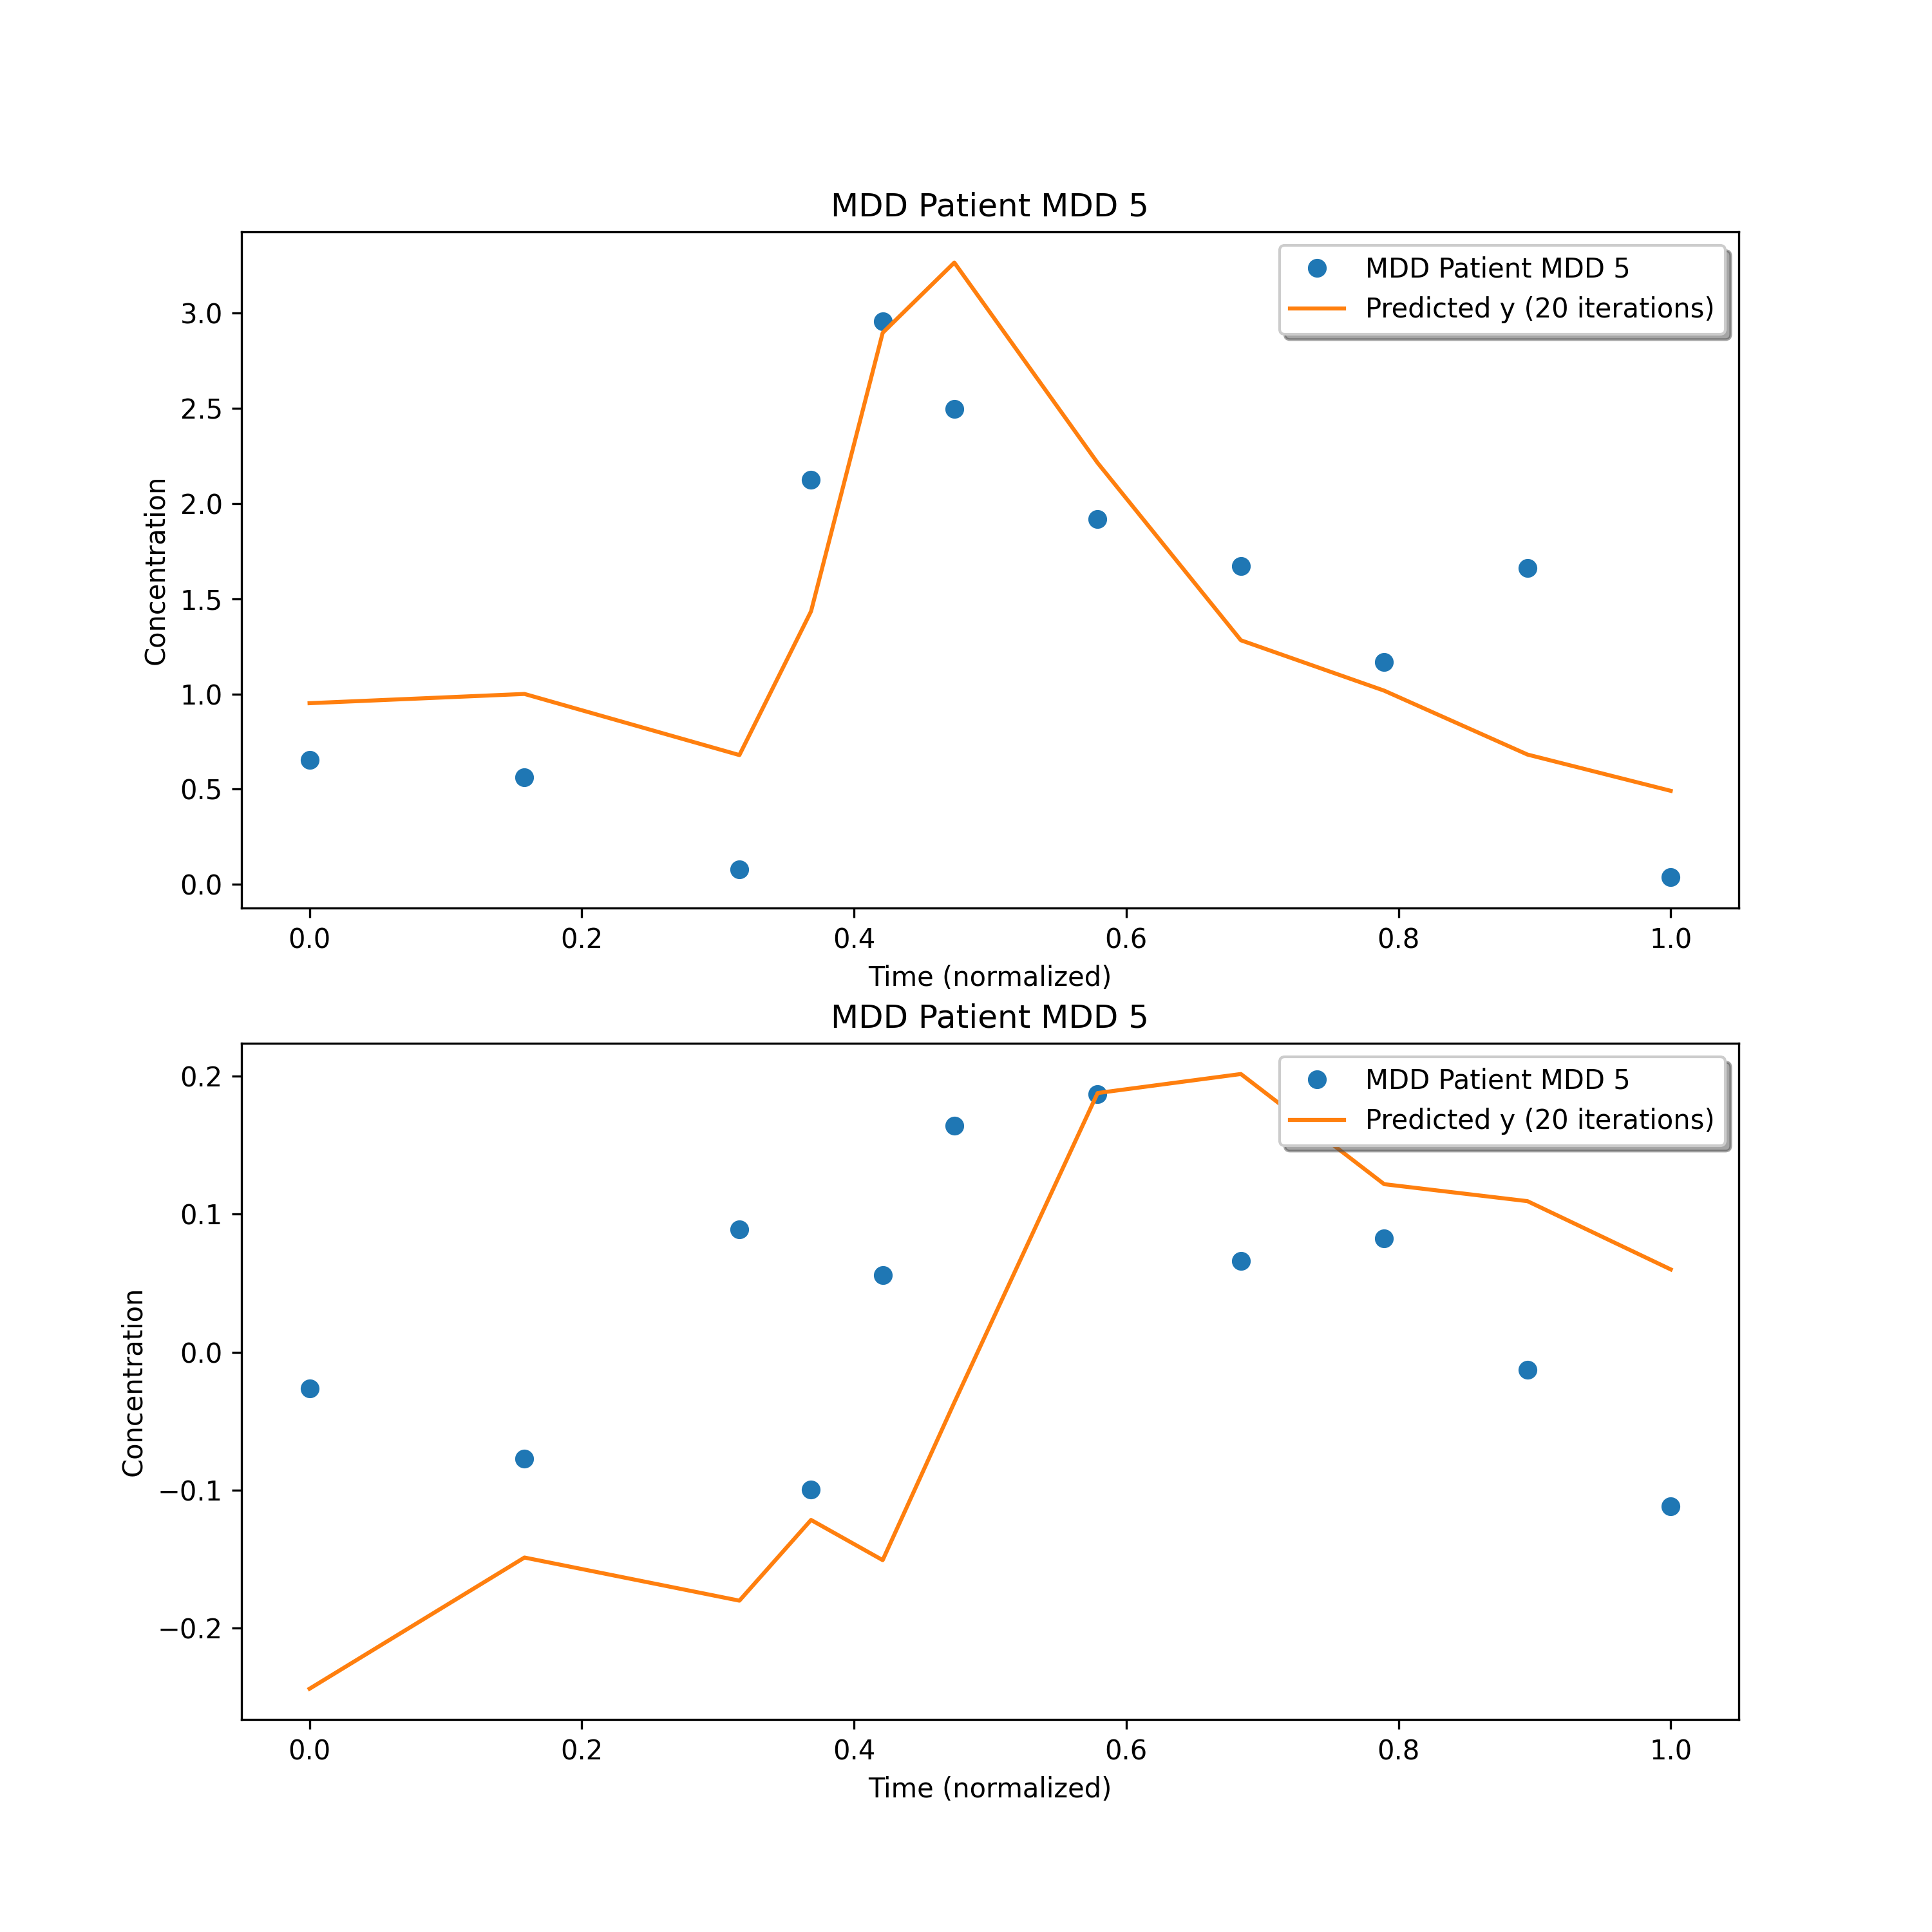 MDD Patient MDD 5
MDD Patient MDD 5
Predicted y (20 iterations)
Concentration
3.0
2.5
2.0
1.5
1.0
0.5
0.0
0.0 0.2 0.4 0.6 0.8 1.0
Time (normalized)
MDD Patient MDD 5
MDD Patient MDD 5
Predicted y (20 iterations)
Concentration
0.2
0.1
0.0
−0.1
−0.2
0.0 0.2 0.4 0.6 0.8 1.0
Time (normalized)